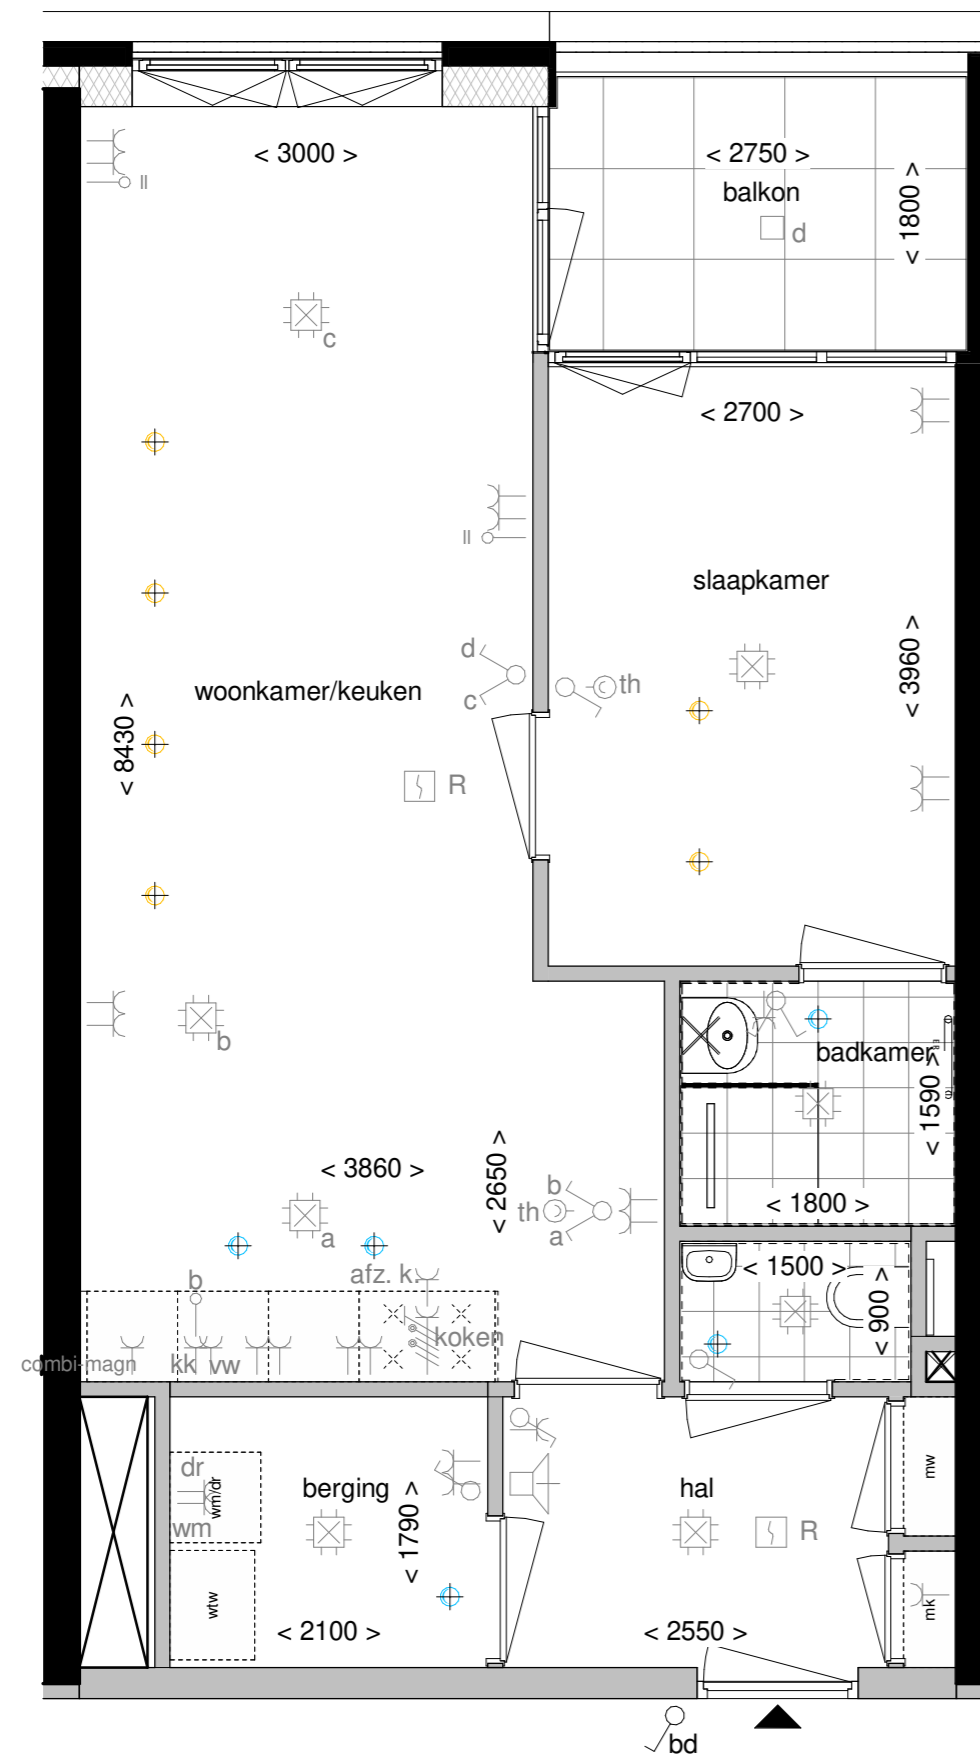 < 3000 >
< 2750 >
balkon
d
< 1800 >
ll
c
< 2700 >
ll
slaapkamer
d
c
th
woonkamer/keuken
< 3960 >
< 8430 >
R
b
badkamer
< 1590 >
< 3860 >
< 2650 >
b
th
a
a
< 1800 >
afz. k.
b
koken
< 1500 >
< 900 >
combi-magn
kk
vw
dr
wm/dr
wm
berging
< 1790 >
hal
R
mw
wtw
mk
< 2100 >
< 2550 >
bd